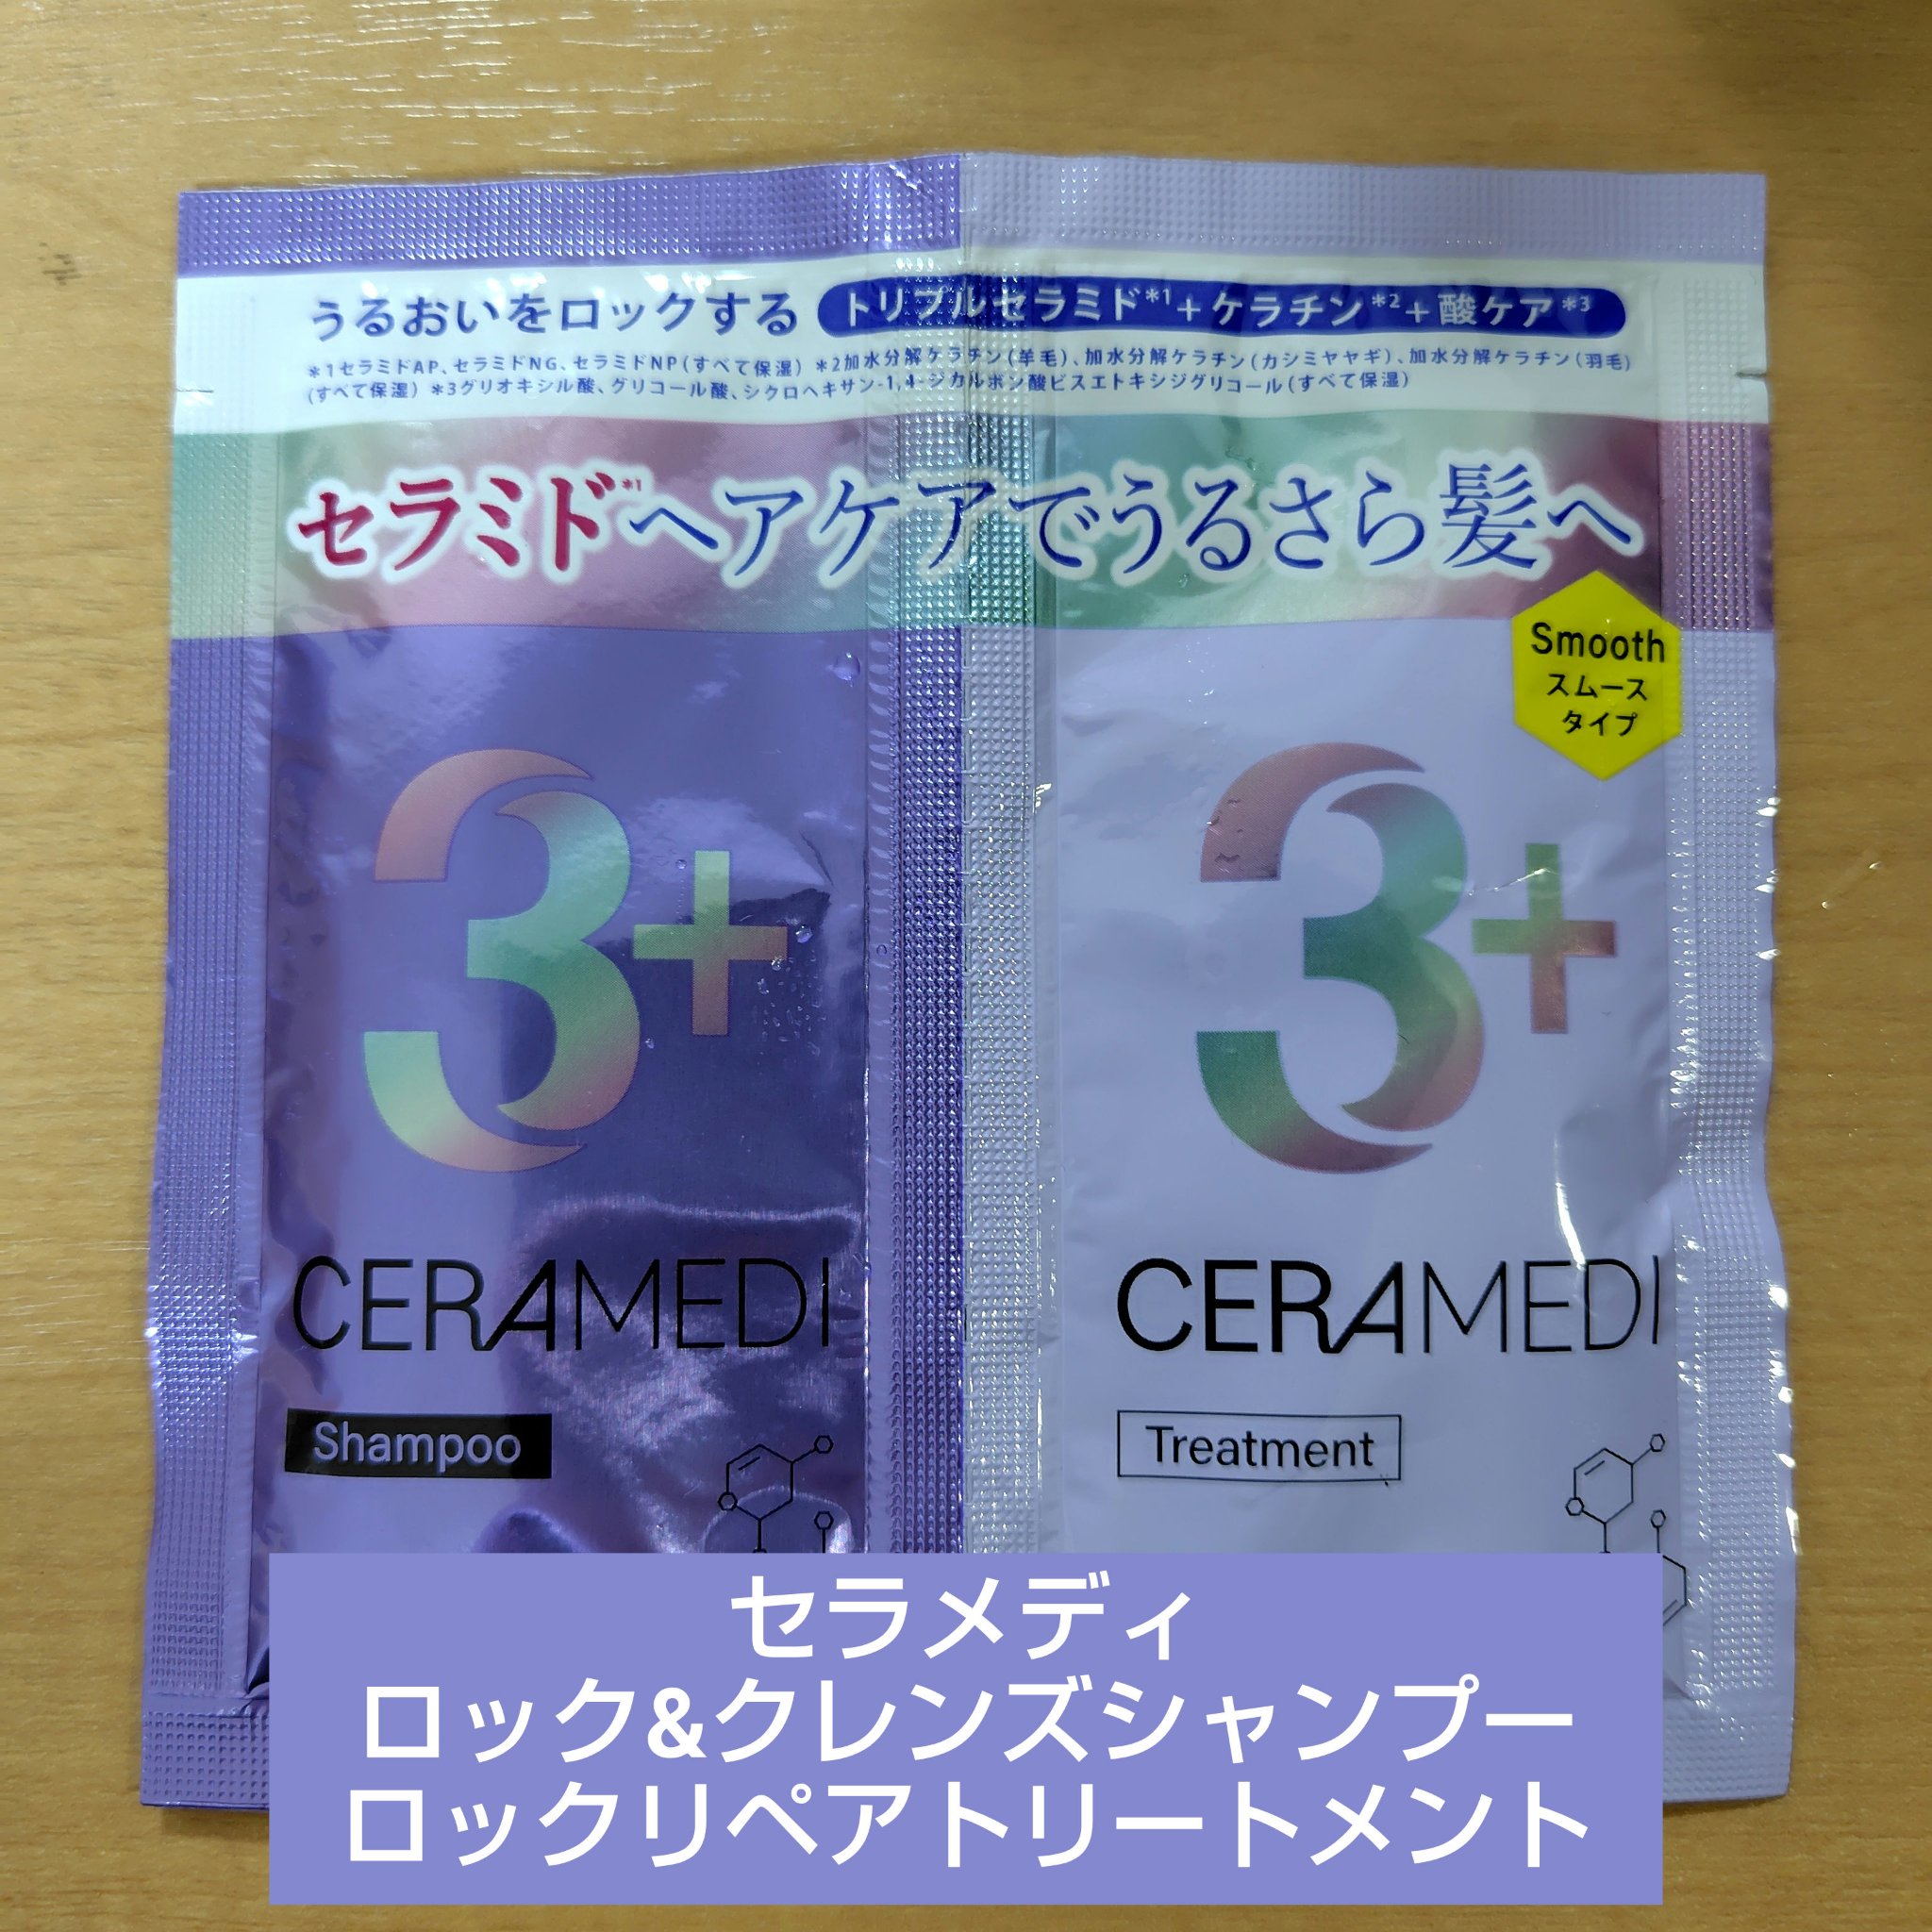 うるおいをロックする トリプルセラミド*1+ケラチン*2+酸ケア*3
*1セラミドAP、セラミドNG、セラミドNP(すべて保湿) *2加水分解ケラチン(羊毛)、加水分解ケラチン(カシミヤヤギ)、加水分解ケラチン(羽毛)
(すべて保湿) *3グリオキシル酸、グリコール酸、シクロヘキサン-1,4-ジカルボン酸ビスエトキシジグリコール(すべて保湿)
セラミド*1ヘアケアでうるさら髪へ
Smooth
スムース
タイプ
3+
CERAMEDI
Shampoo
3+
CERAMEDI
Treatment
セラメディ
ロック&クレンズシャンプー
ロックリペアトリートメント